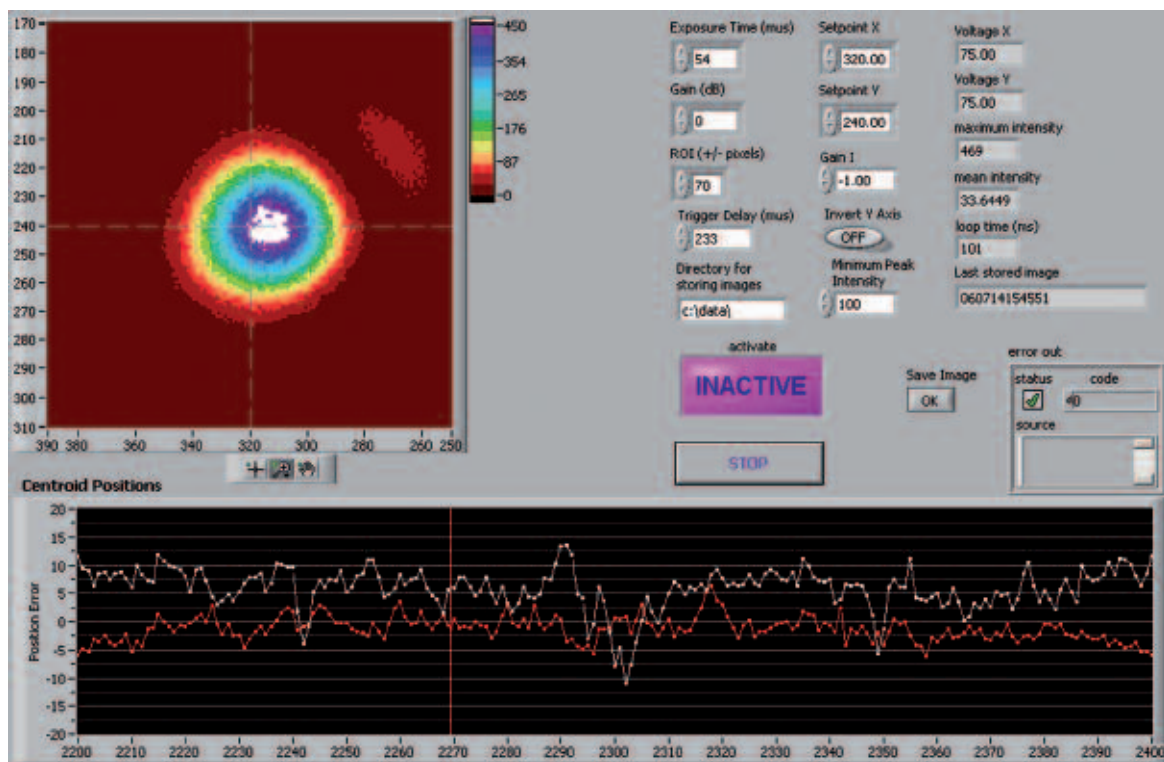 170
180
190
200
210
220
230
240
250
260
270
280
290
300
310
390 380 360 340 320 300 280 260 250
450
354
265
176
87
0
Exposure Time (mus)
54
Gain (dB)
0
ROI (+/- pixels)
70
Trigger Delay (mus)
233
Directory for
storing images
c:\data\
Setpoint X
320.00
Setpoint Y
240.00
Gain I
-1.00
Invert Y Axis
OFF
Minimum Peak
Intensity
100
Voltage X
75.00
Voltage Y
75.00
maximum intensity
469
mean intensity
33.6449
loop time (ms)
101
Last stored image
060714154551
activate
INACTIVE
STOP
Save Image
OK
error out
status code
0
source
Centroid Positions
Position Error
20
15
10
5
0
-5
-10
-15
-20
2200 2210 2220 2230 2240 2250 2260 2270 2280 2290 2300 2310 2320 2330 2340 2350 2360 2370 2380 2390 2400